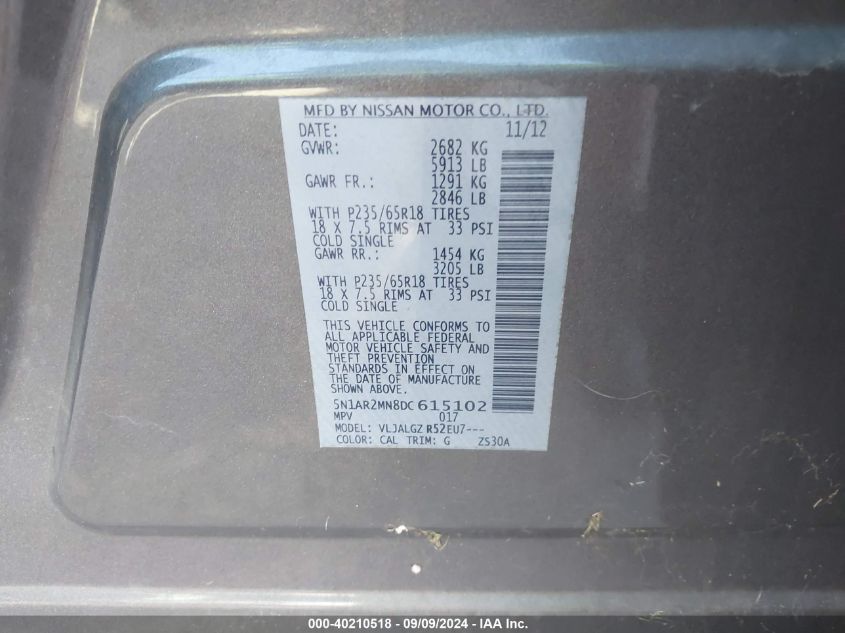 MFD BY NISSAN MOTOR CO., LTD.
DATE: 11/12
GVWR: 2682 KG
5913 LB
GAWR FR.: 1291 KG
2846 LB
WITH P235/65R18 TIRES
18 X 7.5 RIMS AT 33 PSI
COLD SINGLE
GAWR RR.: 1454 KG
3205 LB
WITH P235/65R18 TIRES
18 X 7.5 RIMS AT 33 PSI
COLD SINGLE
THIS VEHICLE CONFORMS TO
ALL APPLICABLE FEDERAL
MOTOR VEHICLE SAFETY AND
THEFT PREVENTION
STANDARDS IN EFFECT ON
THE DATE OF MANUFACTURE
SHOWN ABOVE.
5N1AR2MN8DC615102
MPV 017
MODEL: VLJALGZ R52EU7---
COLOR: CAL TRIM: G ZS30A
000-40210518 - 09/09/2024 - IAA Inc.